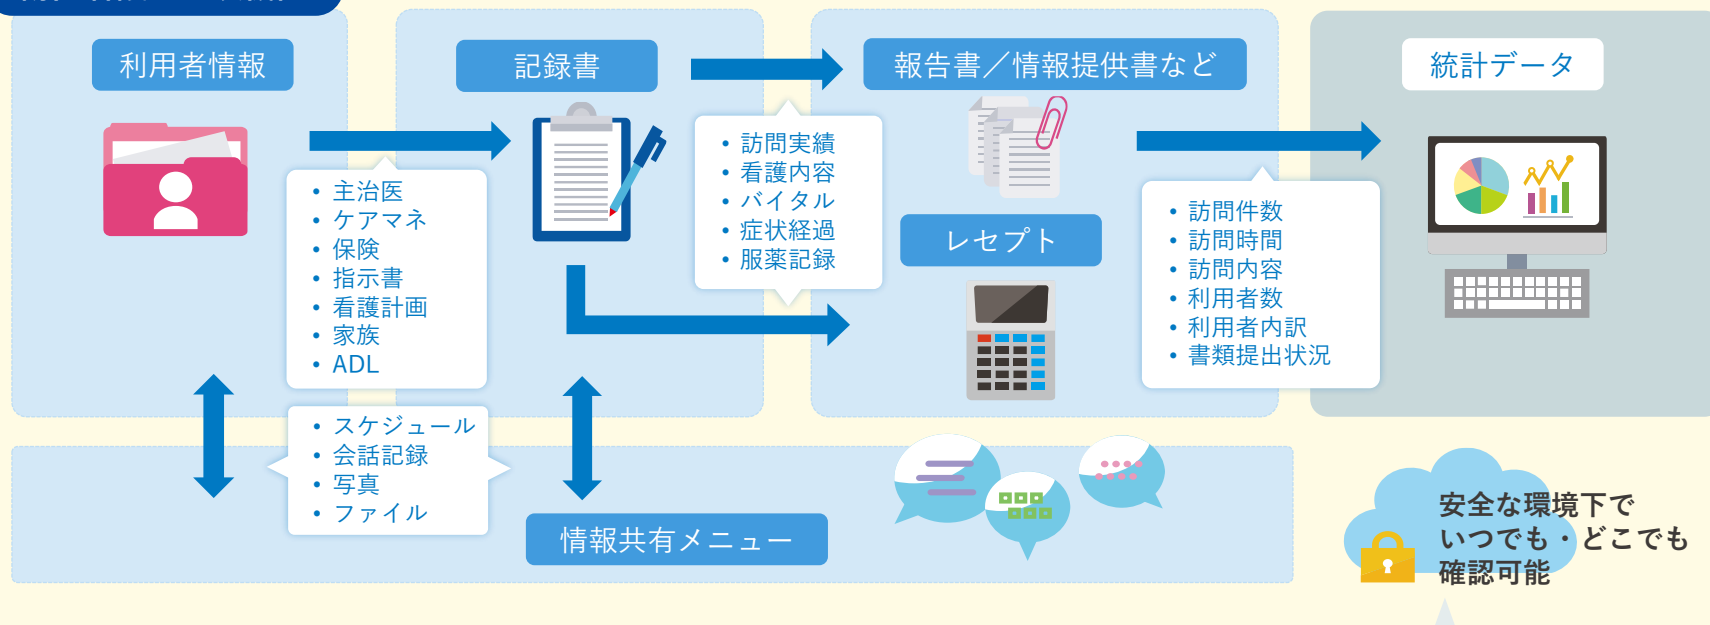 利用者情報
・主治医
・ケアマネ
・保険
・指示書
・看護計画
・家族
・ADL
・スケジュール
・会話記録
・写真
・ファイル
記録書
・訪問実績
・看護内容
・バイタル
・症状経過
・服薬記録
報告書／情報提供書など
レセプト
・訪問件数
・訪問時間
・訪問内容
・利用者数
・利用者内訳
・書類提出状況
統計データ
情報共有メニュー
安全な環境下で
いつでも・どこでも
確認可能